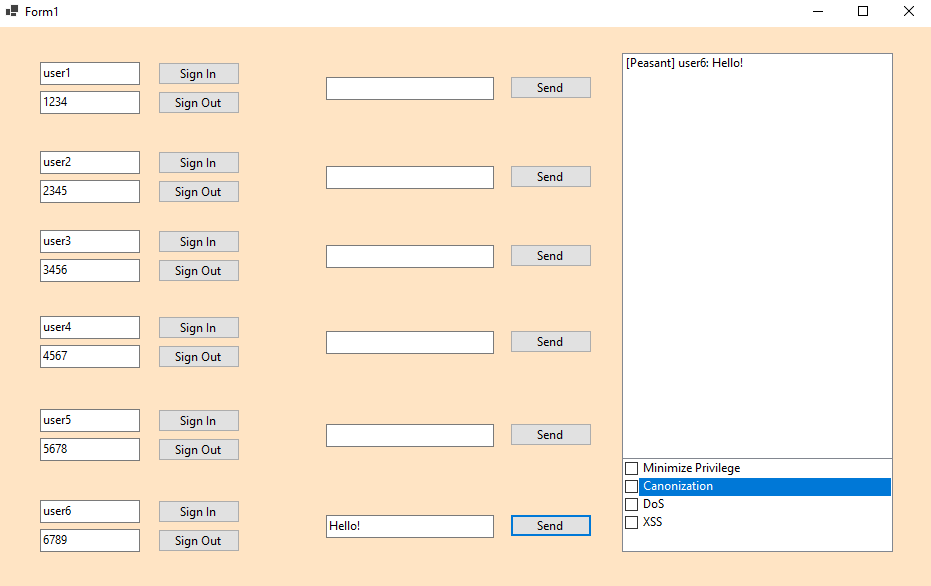 Form1
user1
Sign In
1234
Sign Out
Send
user2
Sign In
2345
Sign Out
Send
user3
Sign In
3456
Sign Out
Send
user4
Sign In
4567
Sign Out
Send
user5
Sign In
5678
Sign Out
Send
user6
Sign In
6789
Sign Out
Hello!
Send
[Peasant] user6: Hello!
Minimize Privilege
Canonization
DoS
XSS